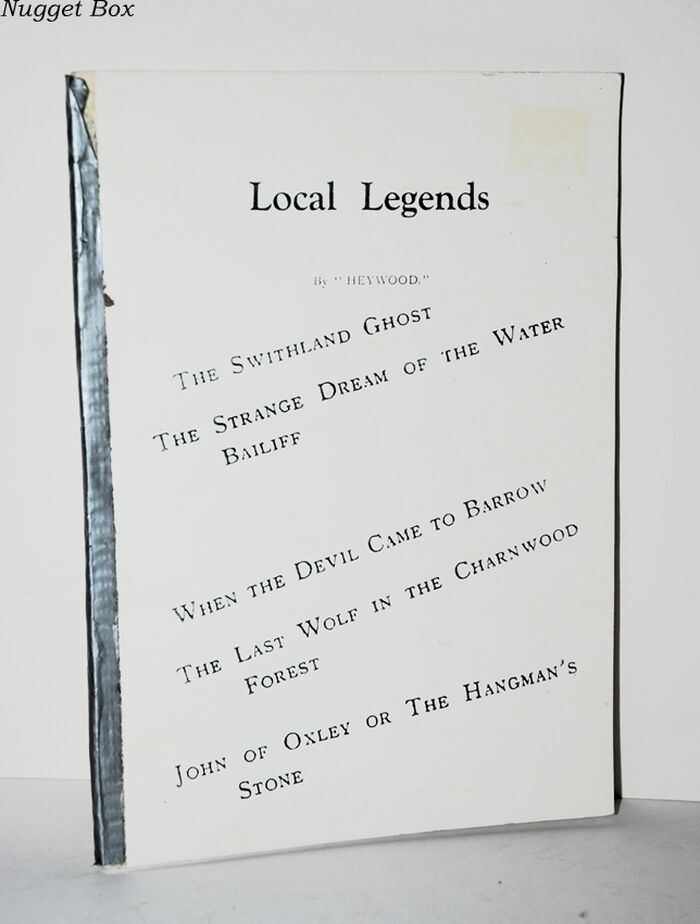 Nugget Box
Local Legends
By "HEYWOOD."
THE SWITHLAND GHOST
THE STRANGE DREAM OF THE WATER
BAILIFF
WHEN THE DEVIL CAME TO BARROW
THE LAST WOLF IN THE CHARNWOOD
FOREST
JOHN OF OXLEY OR THE HANGMAN'S
STONE